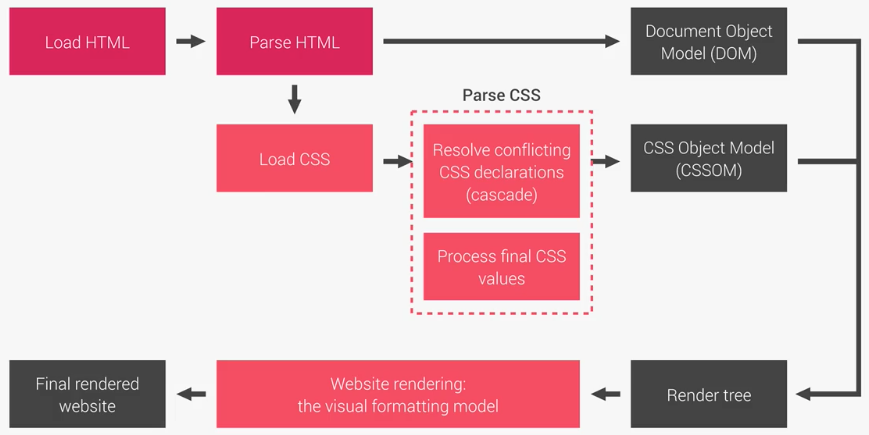 Load HTML
Parse HTML
Document Object
Model (DOM)
Parse CSS
Load CSS
Resolve conflicting
CSS declarations
(cascade)
CSS Object Model
(CSSOM)
Process final CSS
values
Final rendered
website
Website rendering:
the visual formatting model
Render tree